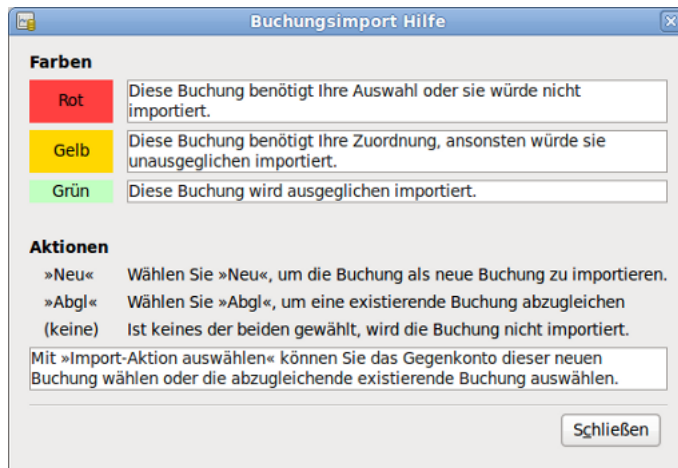 Buchungsimport Hilfe
Farben
Rot
Diese Buchung benötigt Ihre Auswahl oder sie würde nicht
importiert.
Gelb
Diese Buchung benötigt Ihre Zuordnung, ansonsten würde sie
unausgeglichen importiert.
Grün
Diese Buchung wird ausgeglichen importiert.
Aktionen
»Neu« Wählen Sie »Neu«, um die Buchung als neue Buchung zu importieren.
»Abgl« Wählen Sie »Abgl«, um eine existierende Buchung abzugleichen
(keine) Ist keines der beiden gewählt, wird die Buchung nicht importiert.
Mit »Import-Aktion auswählen« können Sie das Gegenkonto dieser neuen
Buchung wählen oder die abzugleichende existierende Buchung auswählen.
Schließen